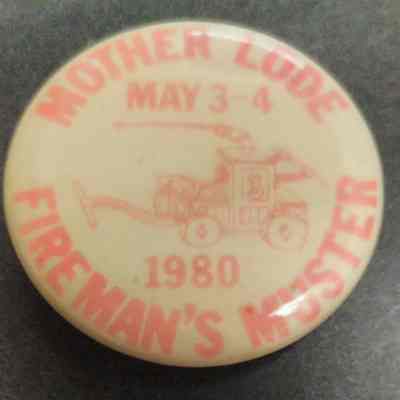 MOTHER LODE
MAY 3-4
1980
FIREMAN'S MUSTER